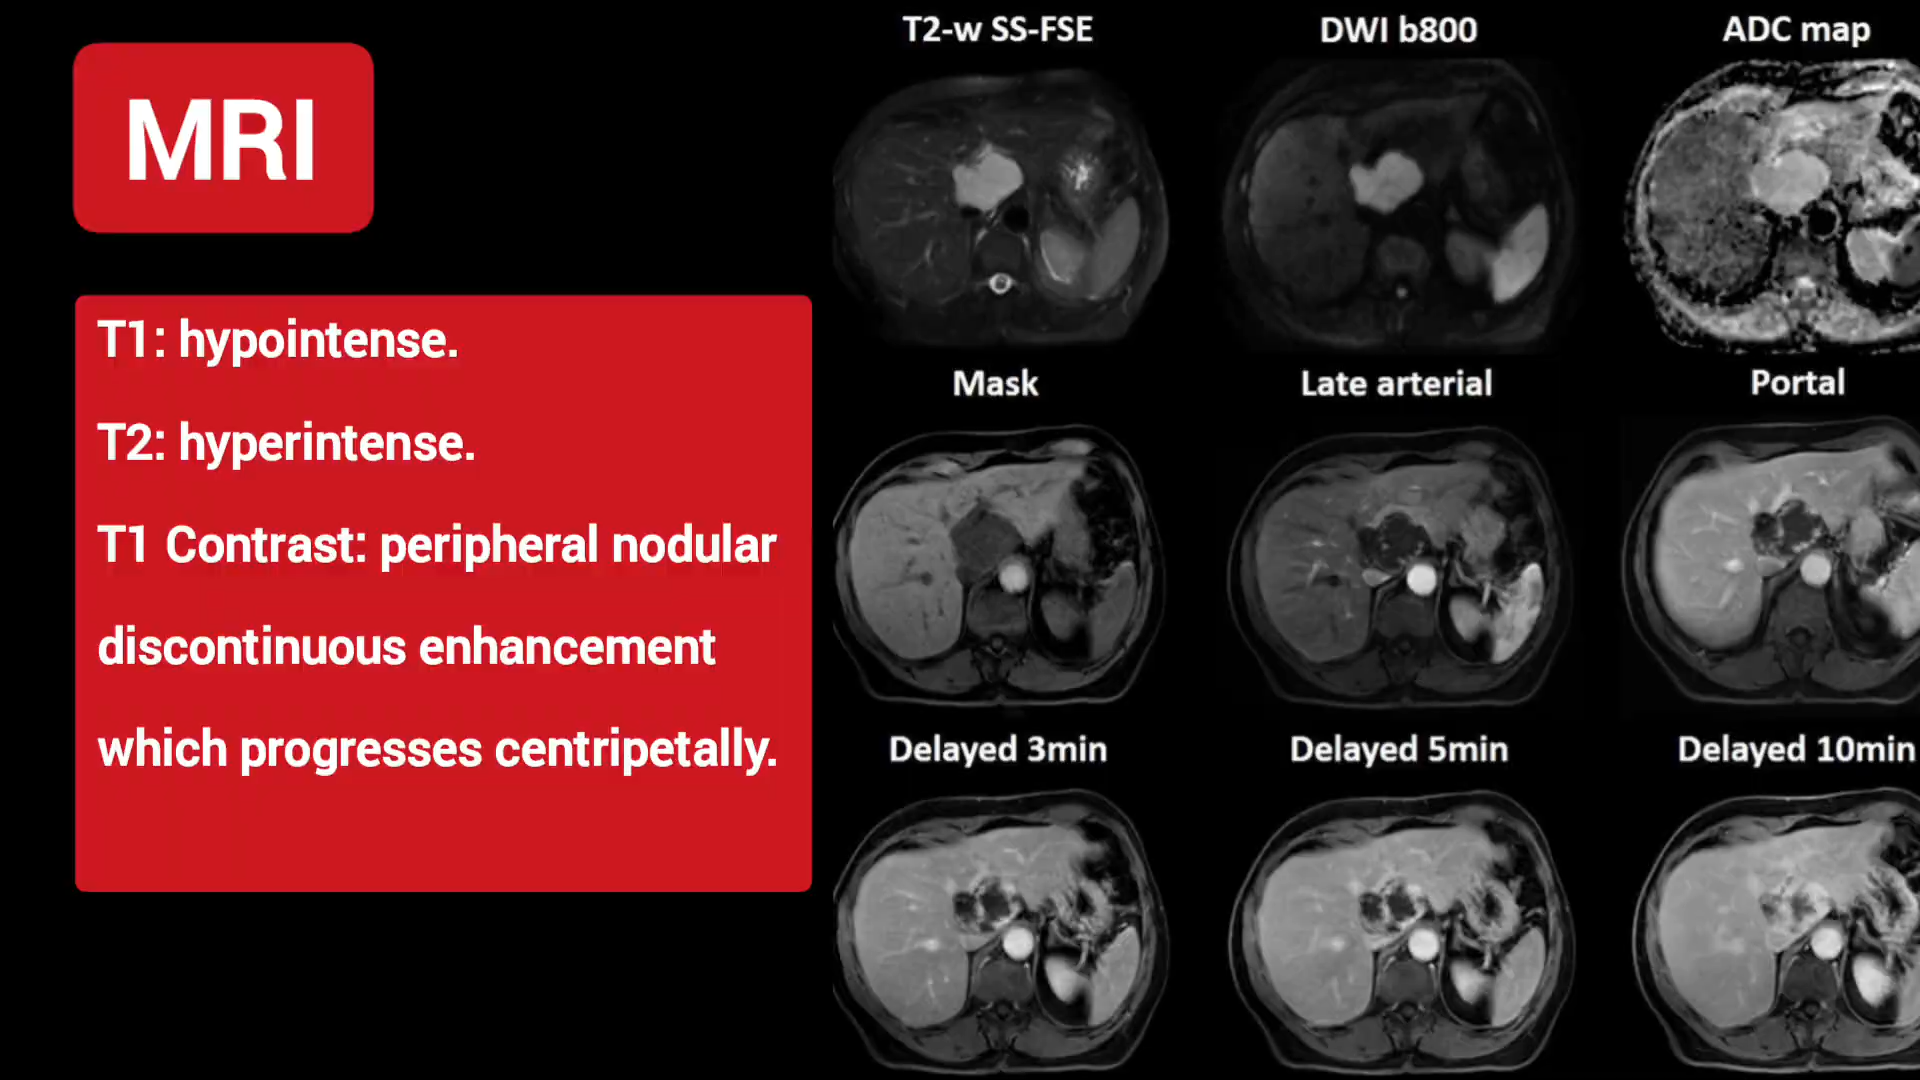 MRI
T1: hypointense.
T2: hyperintense.
T1 Contrast: peripheral nodular
discontinuous enhancement
which progresses centripetally.
T2-w SS-FSE
DWI b800
ADC map
Mask
Late arterial
Portal
Delayed 3min
Delayed 5min
Delayed 10min